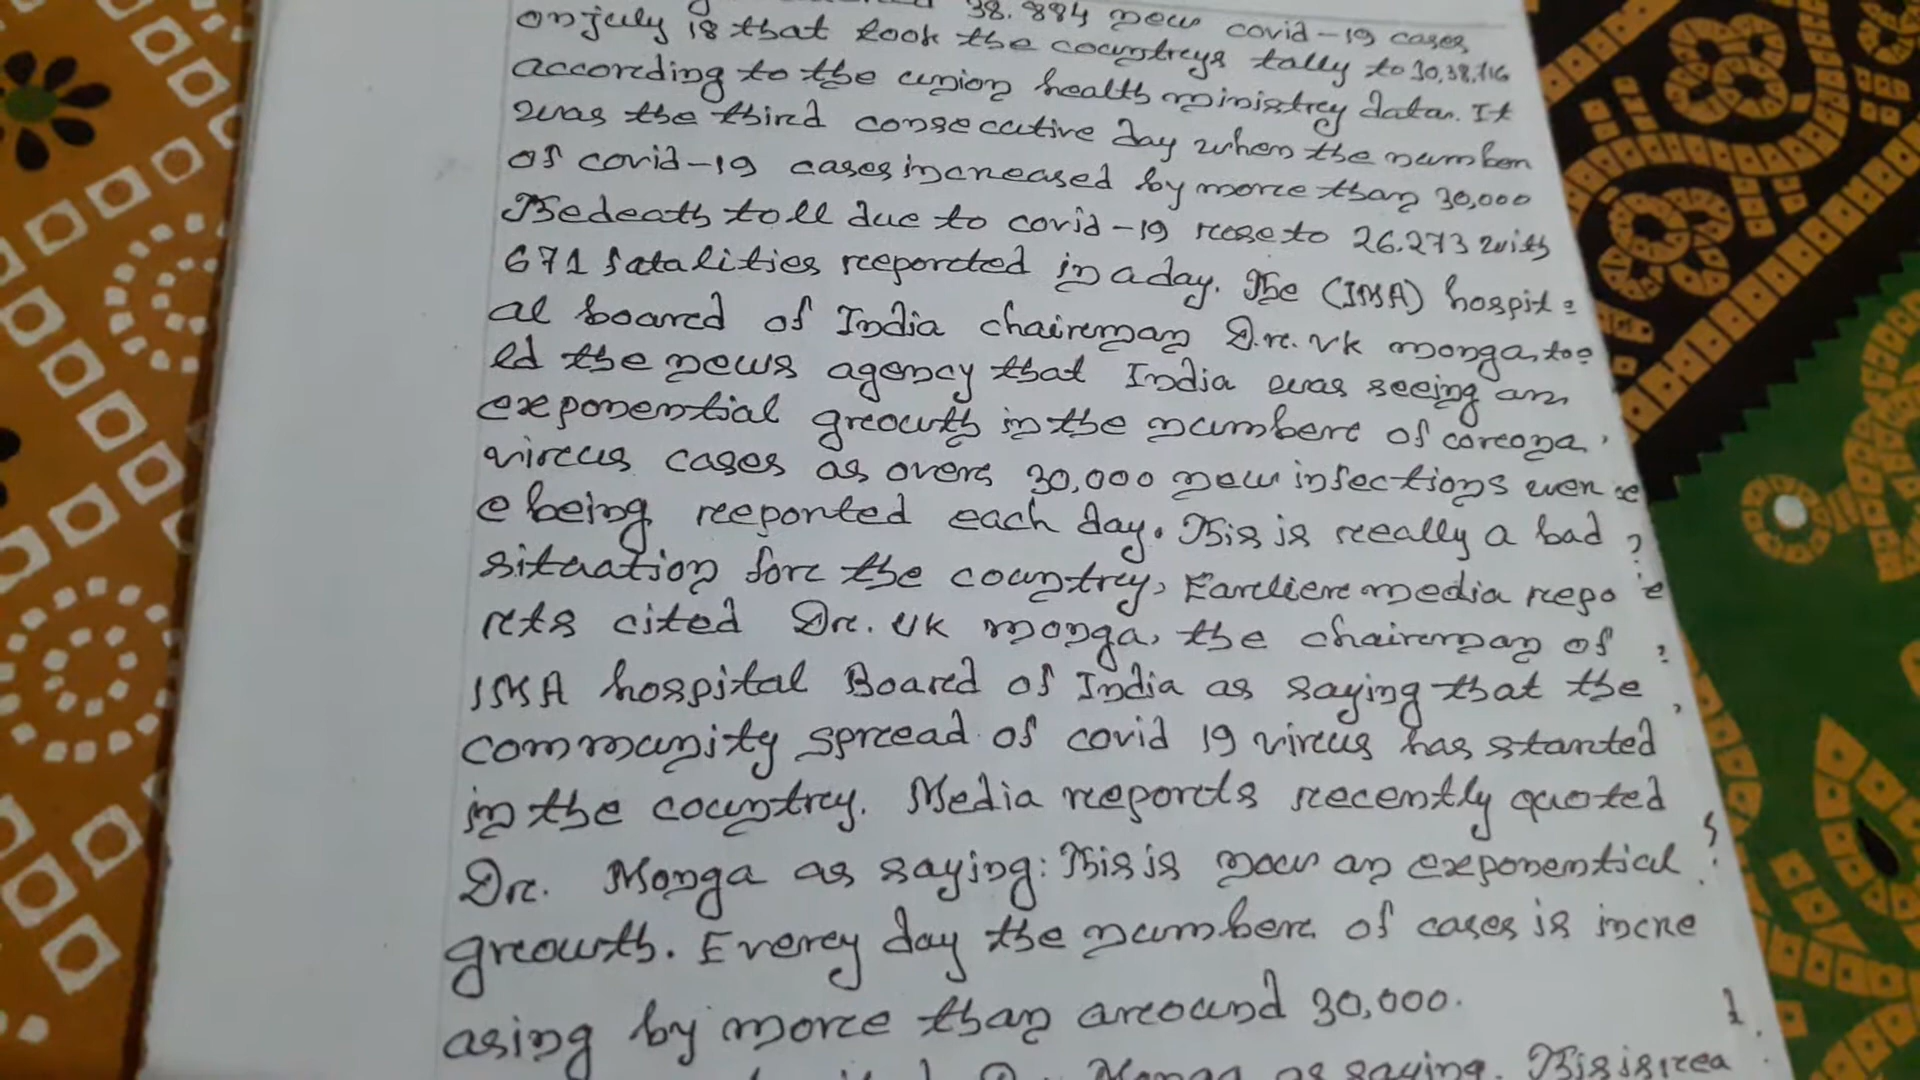 38.884 new covid-19 cases
on july 18 that took the countrys tally to 10,38,716
according to the union health ministry data. It
was the third consecutive day when the number
of covid-19 cases increased by more than 30,000
The death toll due to covid-19 rose to 26.273 with
671 fatalities reported in a day. The (IMA) hospit=
al board of India chairman Dr. vk monga, to=
ld the news agency that India was seeing an
exponential growth in the number of corona
virus cases as over 30,000 new infections wer
e being reported each day. This is really a bad
situation for the country, Earlier media repo
rts cited Dr. VK monga, the chairman of
IMA hospital Board of India as saying that the
community spread of covid 19 virus has started
in the country. Media reports recently quoted
Dr. Monga as saying: This is now an exponential
growth. Every day the number of cases is incre
asing by more than around 30,000.
Monga as saying. This is rea